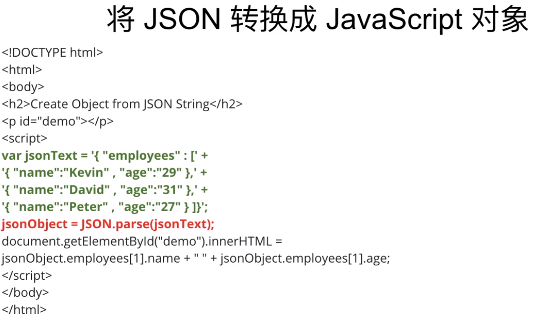 将 JSON 转换成 JavaScript 对象
<!DOCTYPE html>
<html>
<body>
<h2>Create Object from JSON String</h2>
<p id="demo"></p>
<script>
var jsonText = '{ "employees" : [' +
'{ "name":"Kevin" , "age":"29" },' +
'{ "name":"David" , "age":"31" },' +
'{ "name":"Peter" , "age":"27" } ]}';
jsonObject = JSON.parse(jsonText);
document.getElementById("demo").innerHTML =
jsonObject.employees[1].name + " " + jsonObject.employees[1].age;
</script>
</body>
</html>